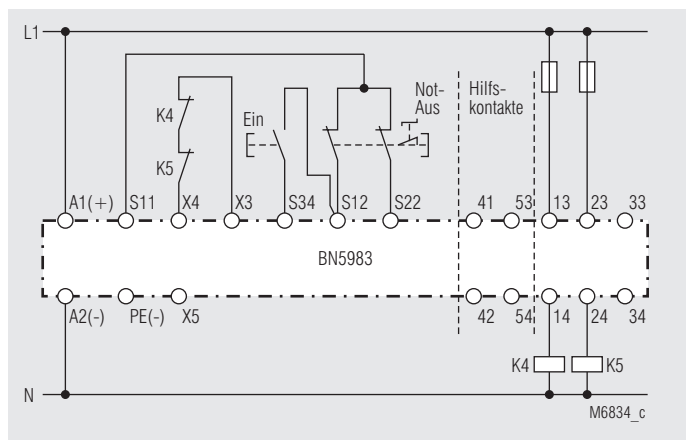 L1
Not-
Aus
Hilfs-
kontakte
Ein
K4
K5
A1(+) S11 X4 X3 S34 S12 S22 41 53 13 23 33
BN5983
A2(-) PE(-) X5 42 54 14 24 34
K4 K5
N
M6834_c